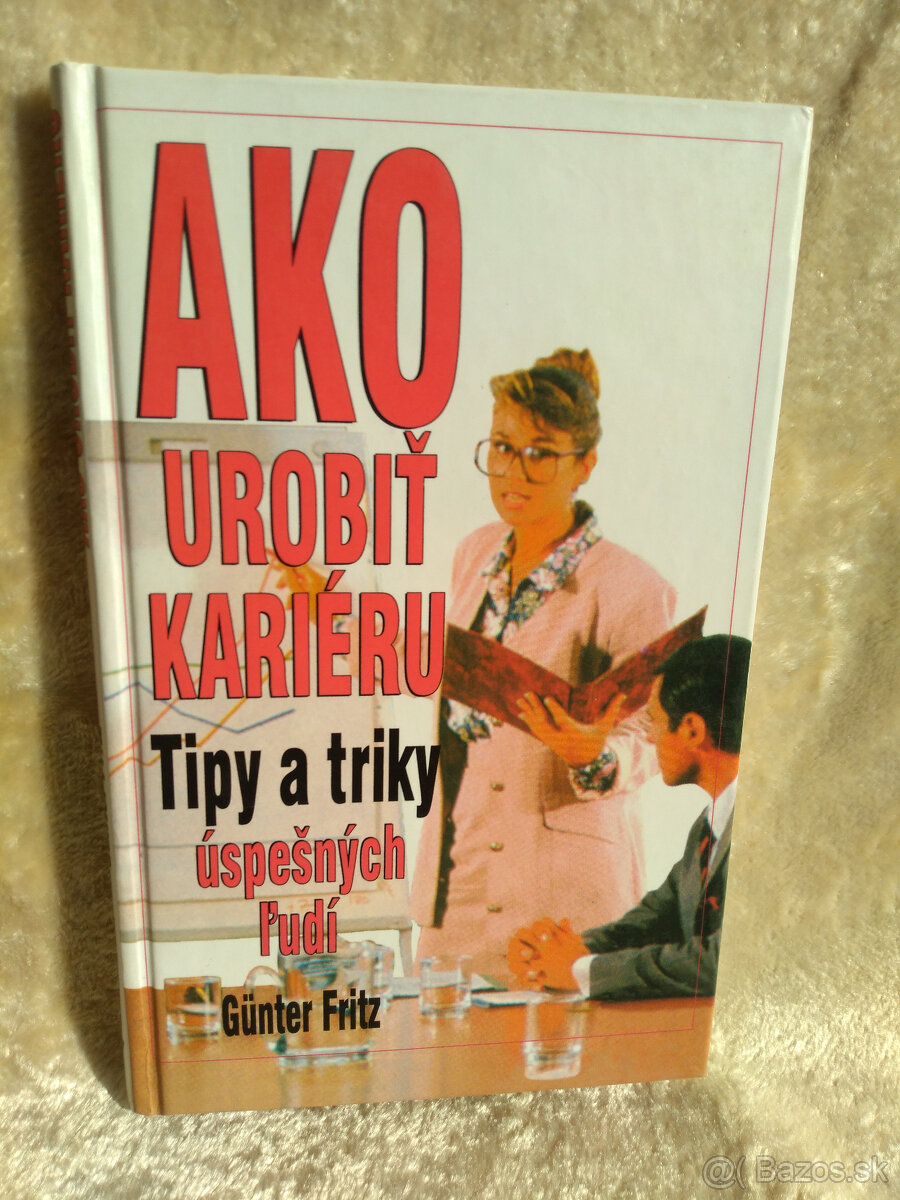 AKO
UROBIŤ
KARIÉRU
Tipy a triky
úspešných
ľudí
Günter Fritz
@( Bazos.sk